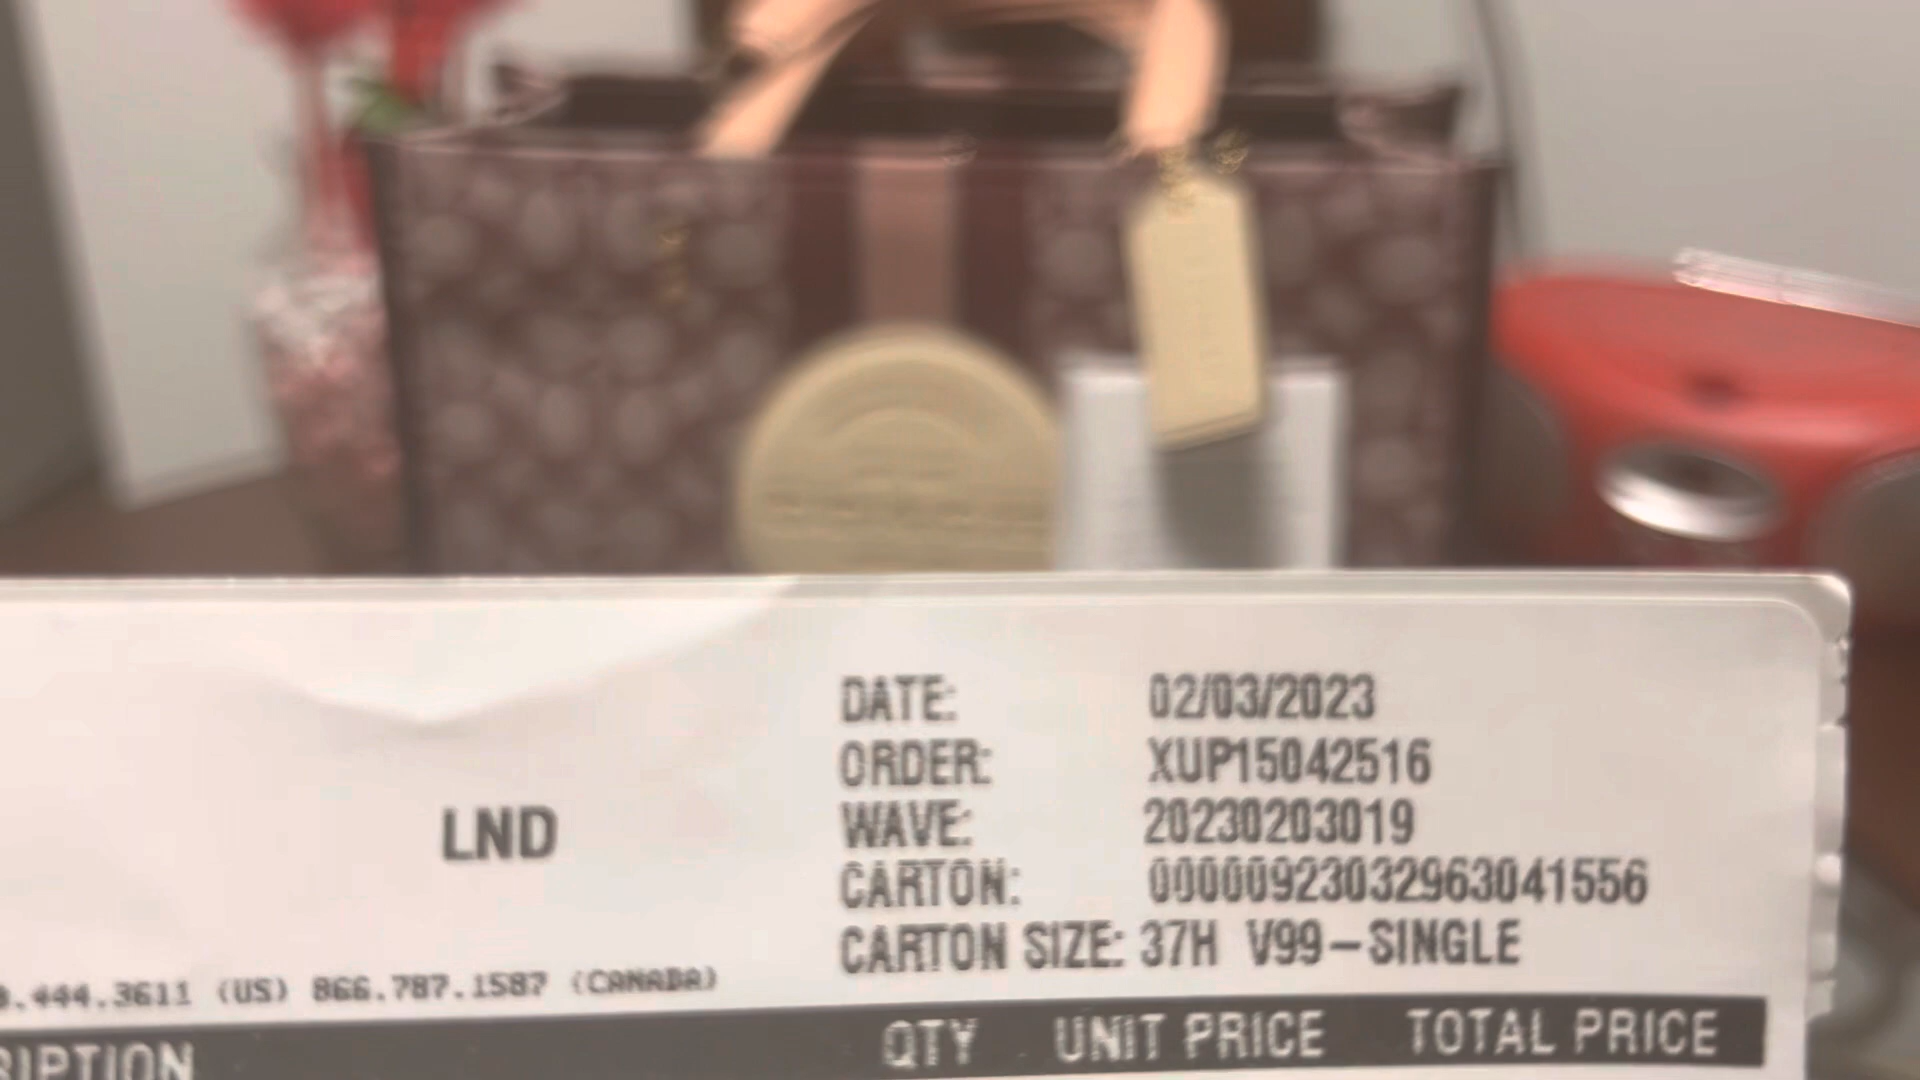 DATE: 02/03/2023
ORDER: XUP15042516
WAVE: 20230203019
LND
CARTON: 00000923032963041556
CARTON SIZE: 37H V99-SINGLE
.444.3611 (US) 866.787.1587 (CANADA)
RIPTION QTY UNIT PRICE TOTAL PRICE